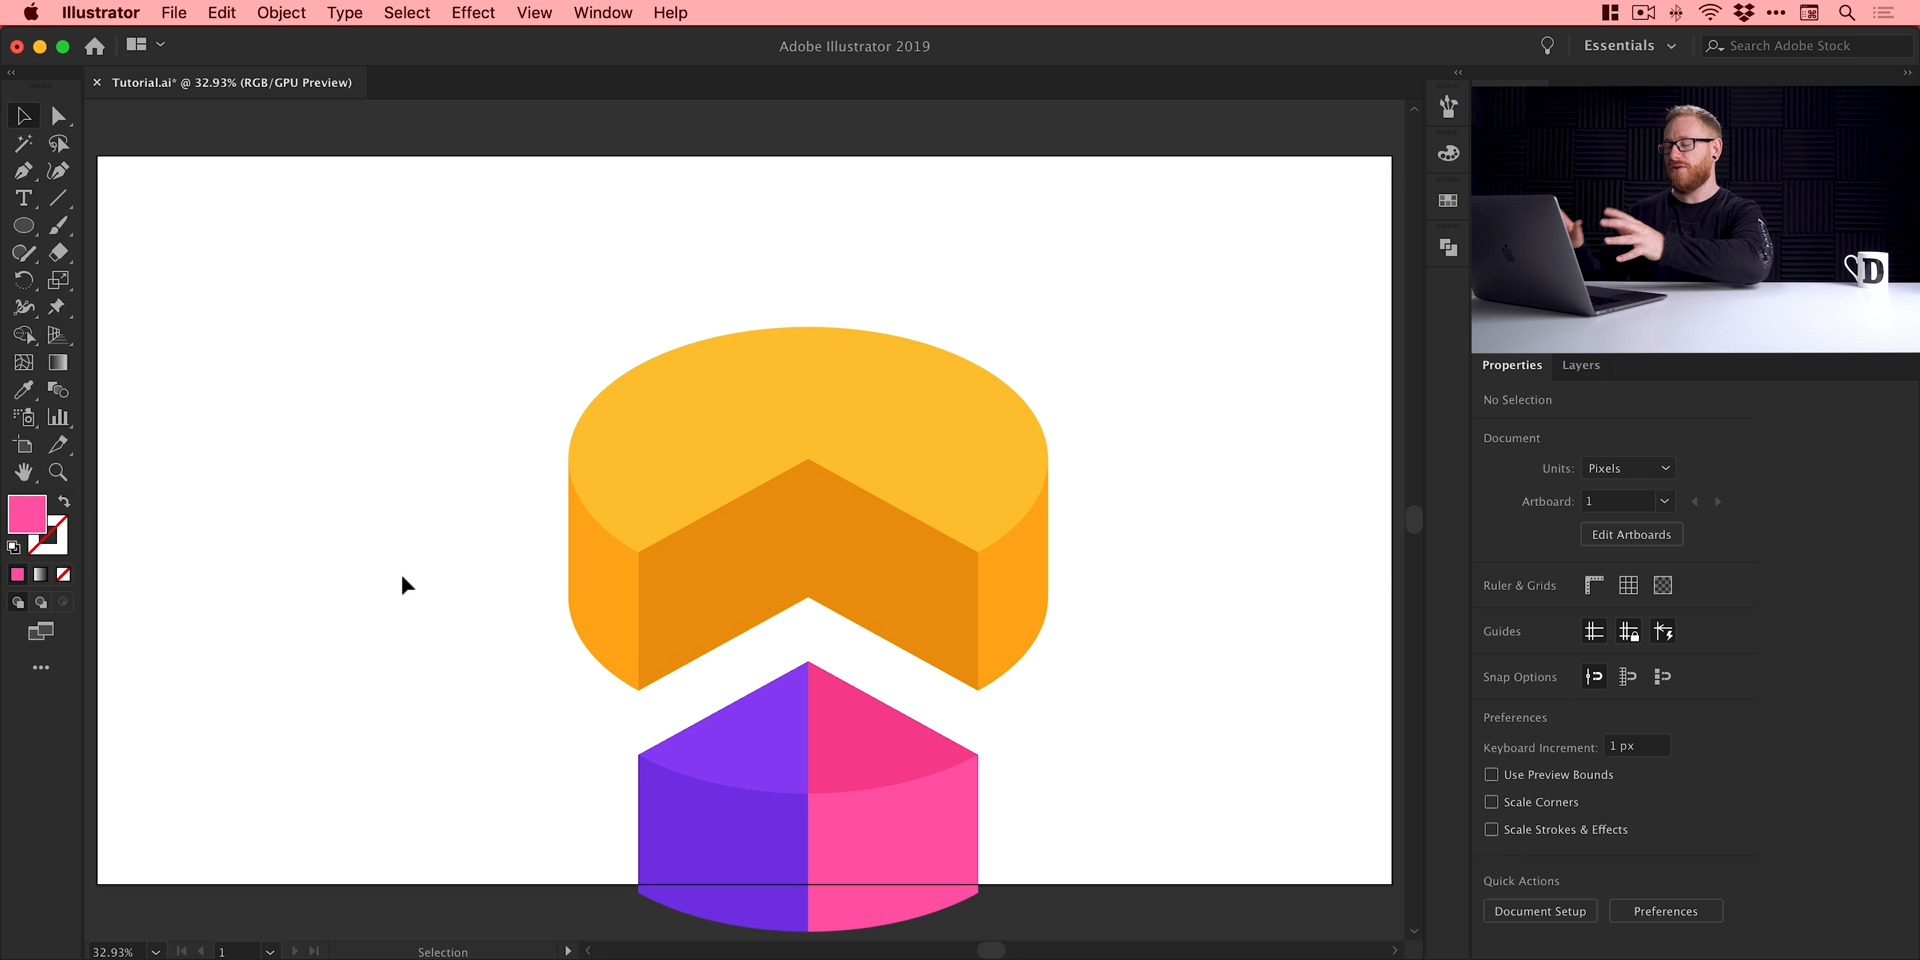 Illustrator File Edit Object Type Select Effect View Window Help
Adobe Illustrator 2019
Essentials
Search Adobe Stock
Tutorial.ai* @ 32.93% (RGB/GPU Preview)
D
Properties Layers
No Selection
Document
Units: Pixels
Artboard: 1
Edit Artboards
Ruler & Grids
Guides
Snap Options
Preferences
Keyboard Increment: 1 px
Use Preview Bounds
Scale Corners
Scale Strokes & Effects
Quick Actions
Document Setup Preferences
32.93% 1 Selection